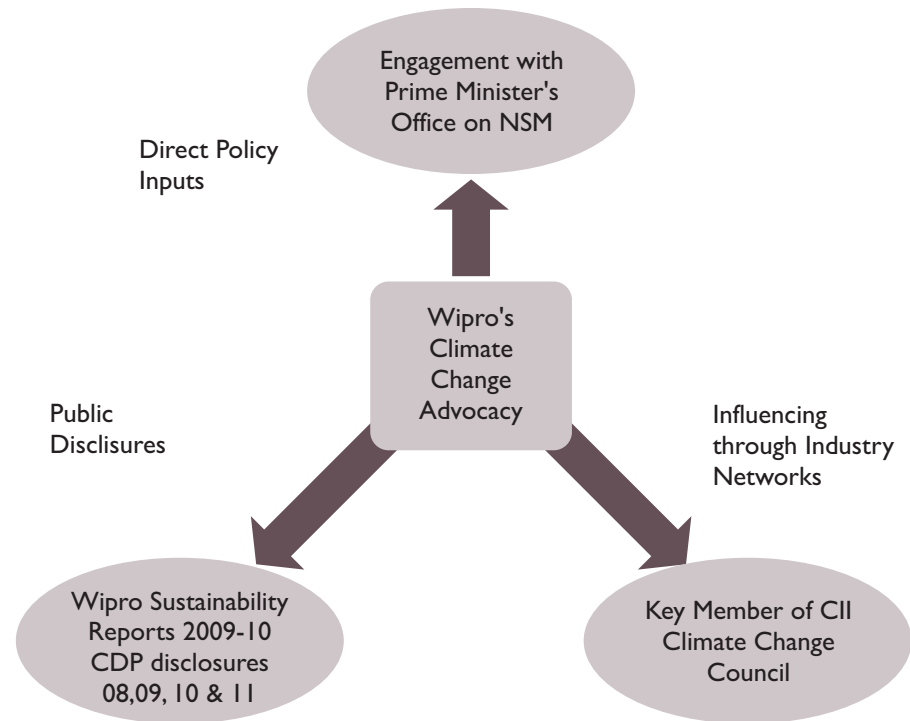 Engagement with
Prime Minister's
Office on NSM
Direct Policy
Inputs
Wipro's
Climate
Change
Advocacy
Public
Disclisures
Influencing
through Industry
Networks
Wipro Sustainability
Reports 2009-10
CDP disclosures
08,09, 10 & 11
Key Member of CII
Climate Change
Council